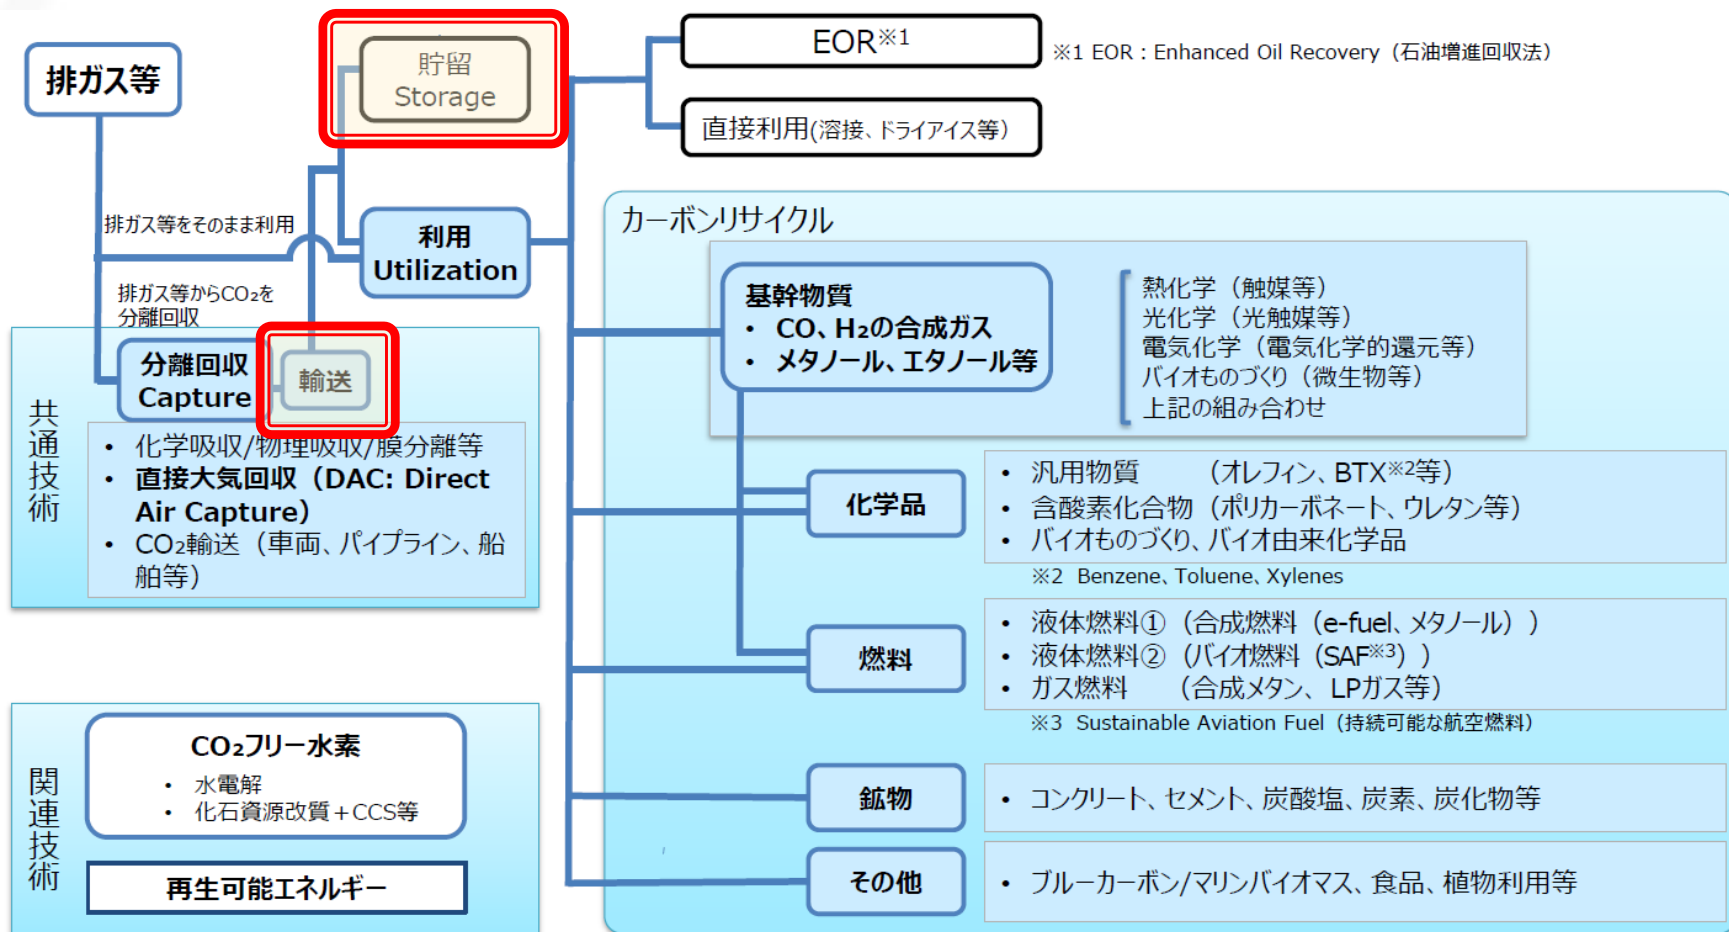 排ガス等
貯留
Storage
EOR※1
※1 EOR：Enhanced Oil Recovery（石油増進回収法）
直接利用(溶接、ドライアイス等）
排ガス等をそのまま利用
利用
Utilization
排ガス等からCO₂を
分離回収
共通技術
分離回収
Capture
輸送
• 化学吸収/物理吸収/膜分離等
• 直接大気回収（DAC: Direct
Air Capture）
• CO₂輸送（車両、パイプライン、船
舶等）
関連技術
CO₂フリー水素
• 水電解
• 化石資源改質＋CCS等
再生可能エネルギー
カーボンリサイクル
基幹物質
• CO、H₂の合成ガス
• メタノール、エタノール等
熱化学（触媒等）
光化学（光触媒等）
電気化学（電気化学的還元等）
バイオものづくり（微生物等）
上記の組み合わせ
化学品
• 汎用物質　　（オレフィン、BTX※2等）
• 含酸素化合物（ポリカーボネート、ウレタン等）
• バイオものづくり、バイオ由来化学品
※2 Benzene、Toluene、Xylenes
燃料
• 液体燃料①（合成燃料（e-fuel、メタノール））
• 液体燃料②（バイオ燃料（SAF※3））
• ガス燃料　　（合成メタン、LPガス等）
※3 Sustainable Aviation Fuel（持続可能な航空燃料）
鉱物
• コンクリート、セメント、炭酸塩、炭素、炭化物等
その他
• ブルーカーボン/マリンバイオマス、食品、植物利用等